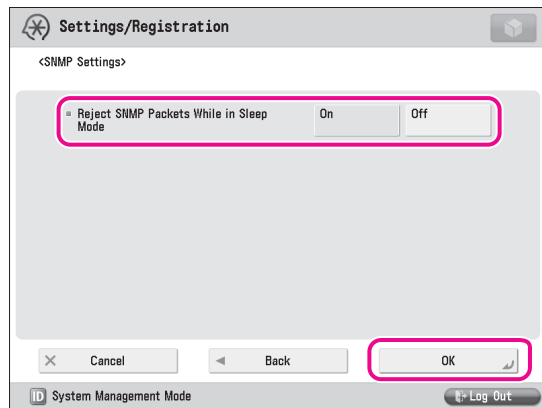 Settings/Registration
<SNMP Settings>
Reject SNMP Packets While in Sleep
Mode
On
Off
Cancel
Back
OK
ID System Management Mode
Log Out